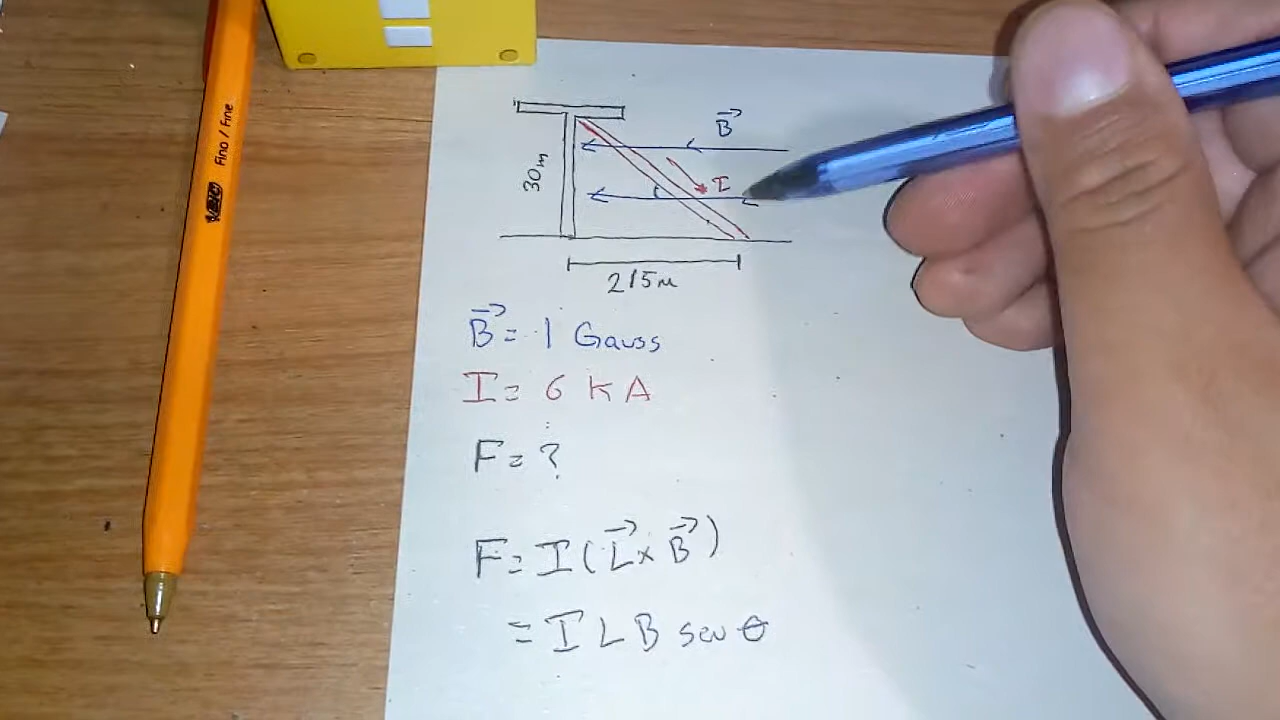 Fino / Fine
BIC
B
30m
I
215m
B = 1 Gauss
I = 6 KA
F = ?
F = I ( L x B )
= I L B sen θ